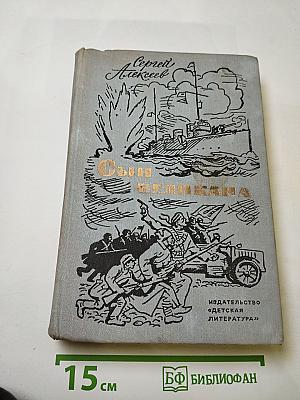 Сергей
Алексеев
Сын
великана
ИЗДАТЕЛЬСТВО
«ДЕТСКАЯ
ЛИТЕРАТУРА»
15 см
БФ БИБЛИОФАН